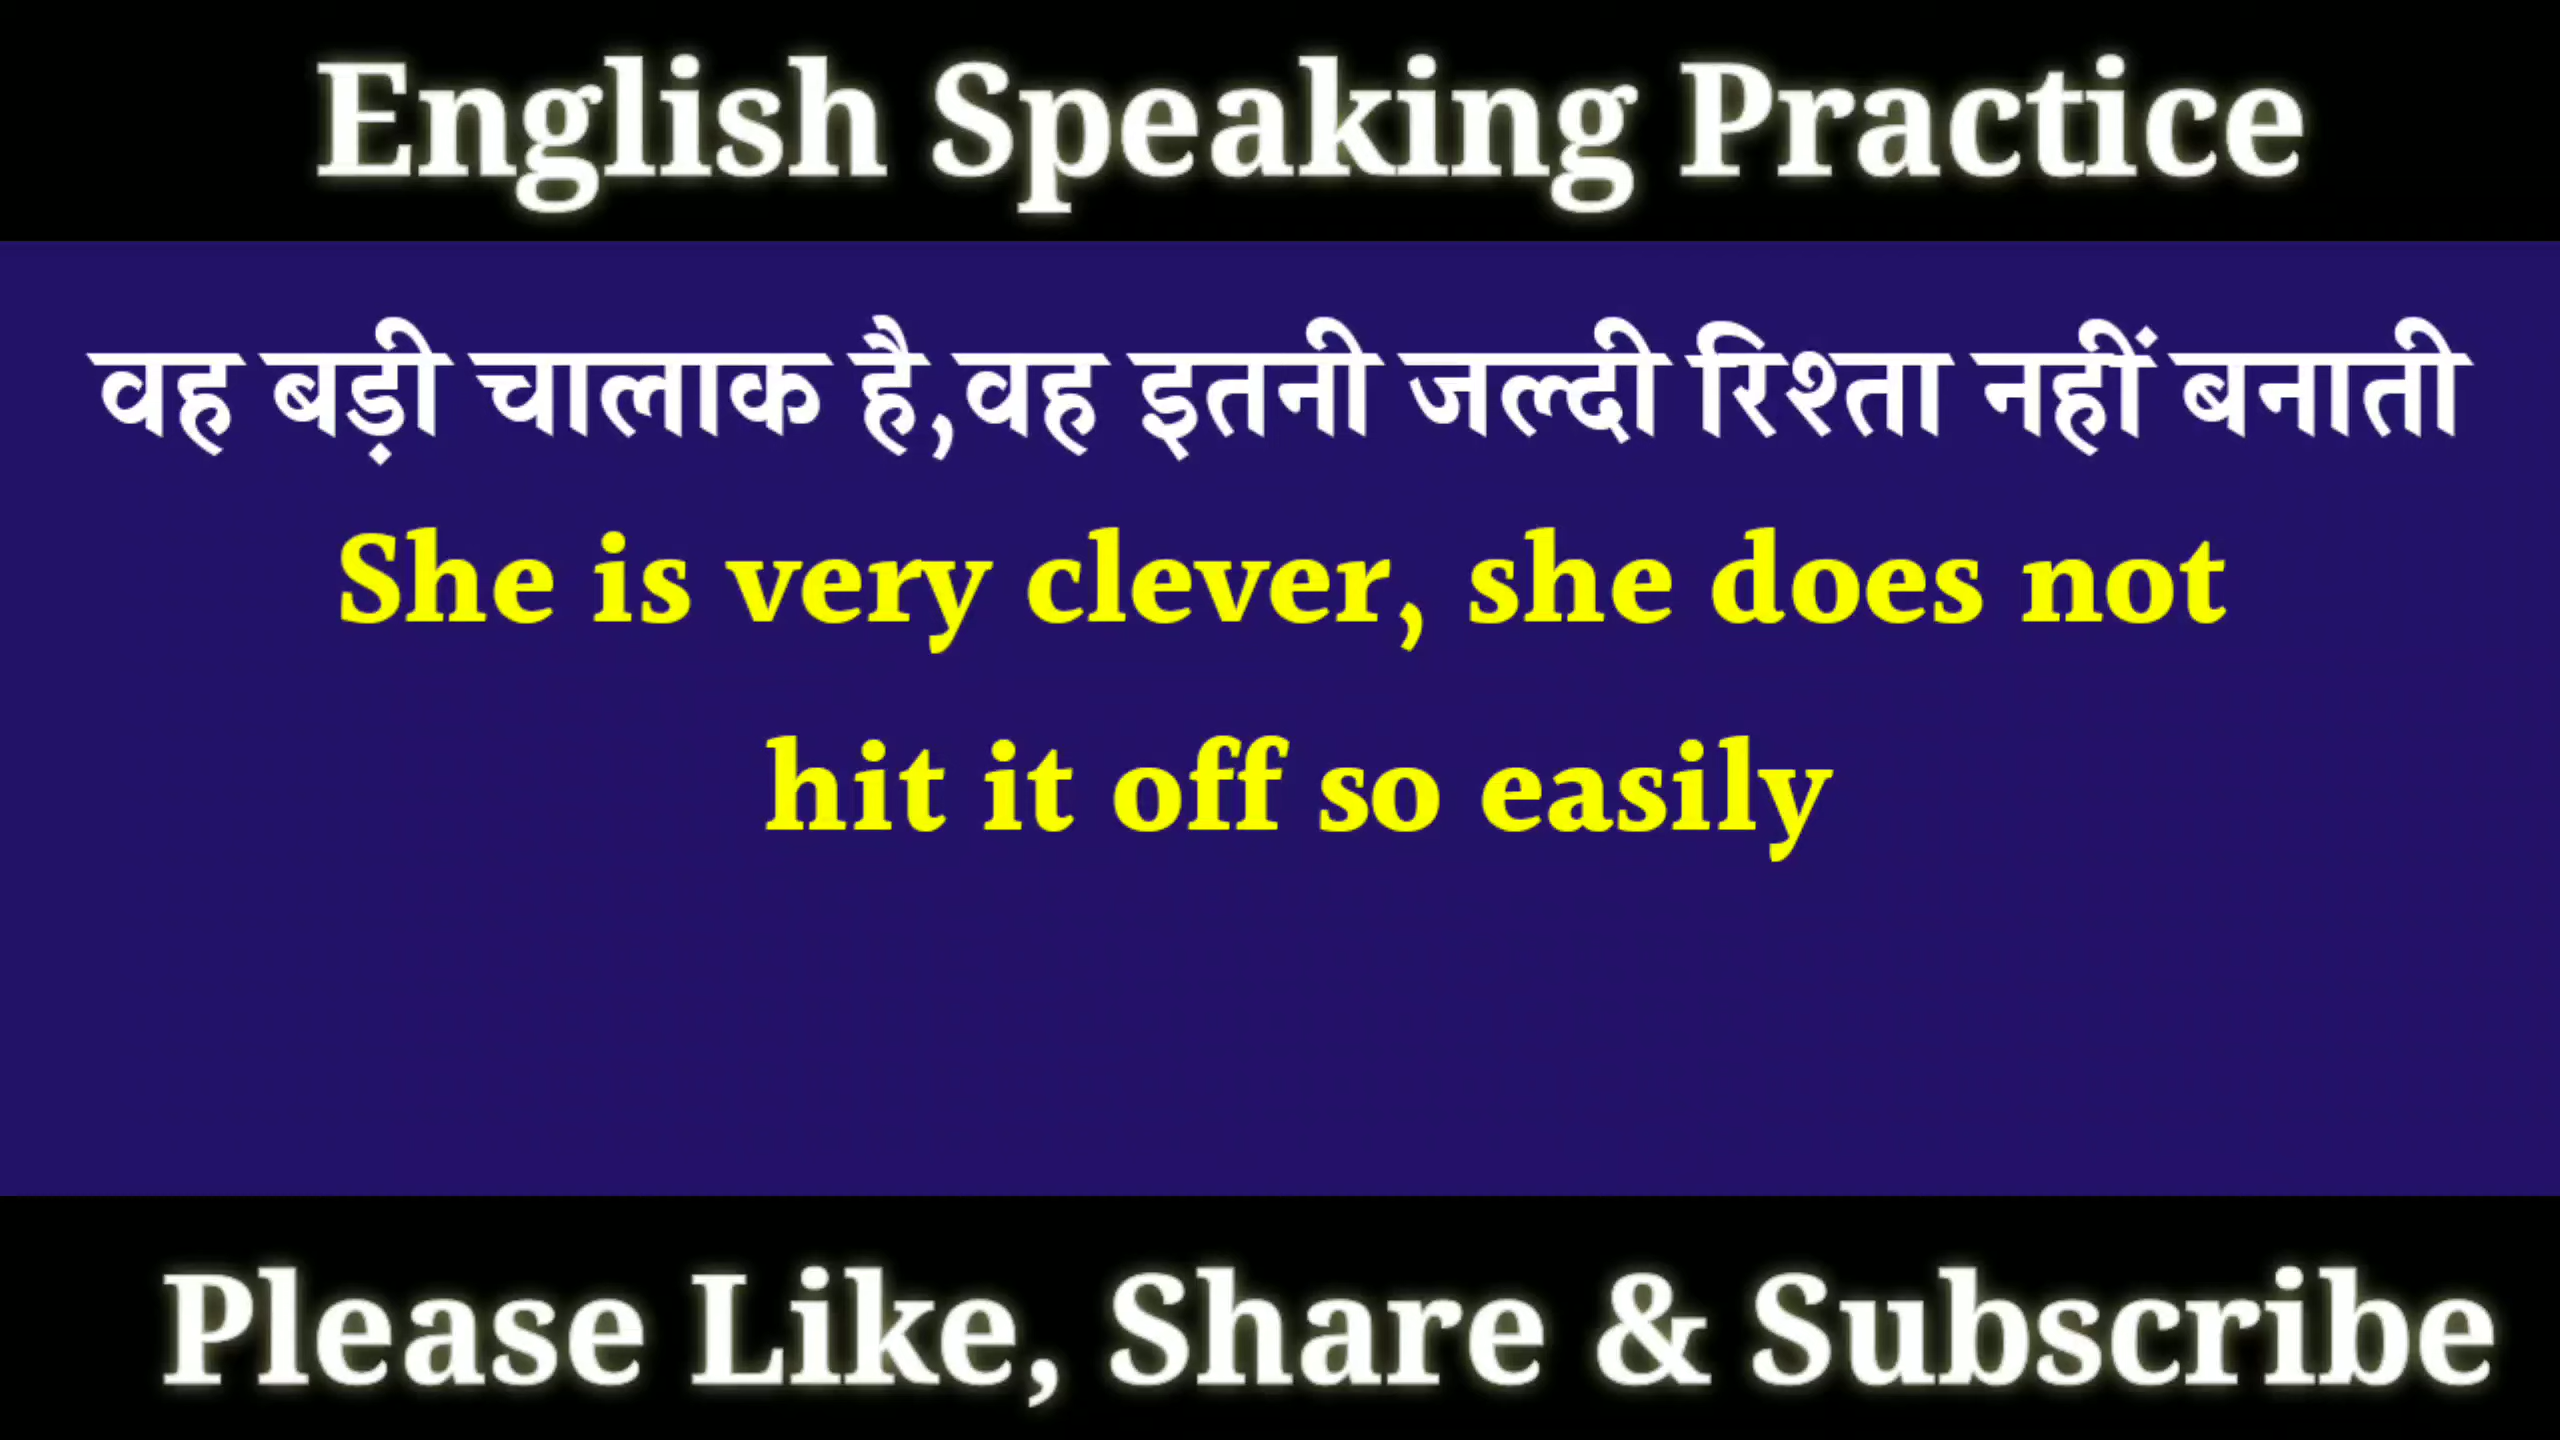 English Speaking Practice
वह बड़ी चालाक है,वह इतनी जल्दी रिश्ता नहीं बनाती
She is very clever, she does not
hit it off so easily
Please Like, Share & Subscribe